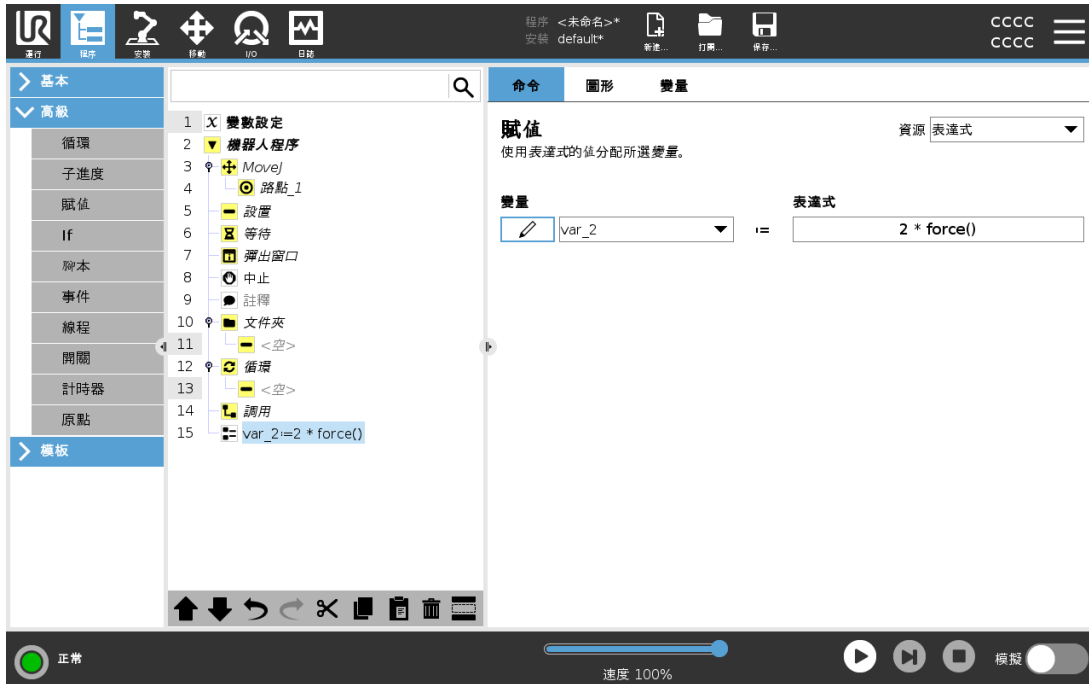 UR
運行 程序 安裝 移動 I/O 日誌
程序 <未命名>*
安裝 default*
新建... 打開... 保存...
CCCC
CCCC
基本
高級
循環
子進度
賦值
If
腳本
事件
線程
開關
計時器
原點
模板
1 X 變數設定
2 機器人程序
3 MoveJ
4 路點_1
5 設置
6 等待
7 彈出窗口
8 中止
9 註釋
10 文件夾
11 <空>
12 循環
13 <空>
14 調用
15 var_2:=2 * force()
命令 圖形 變量
賦值
資源 表達式
使用表達式的值分配所選變量。
變量 表達式
var_2 := 2 * force()
正常
速度 100%
模擬